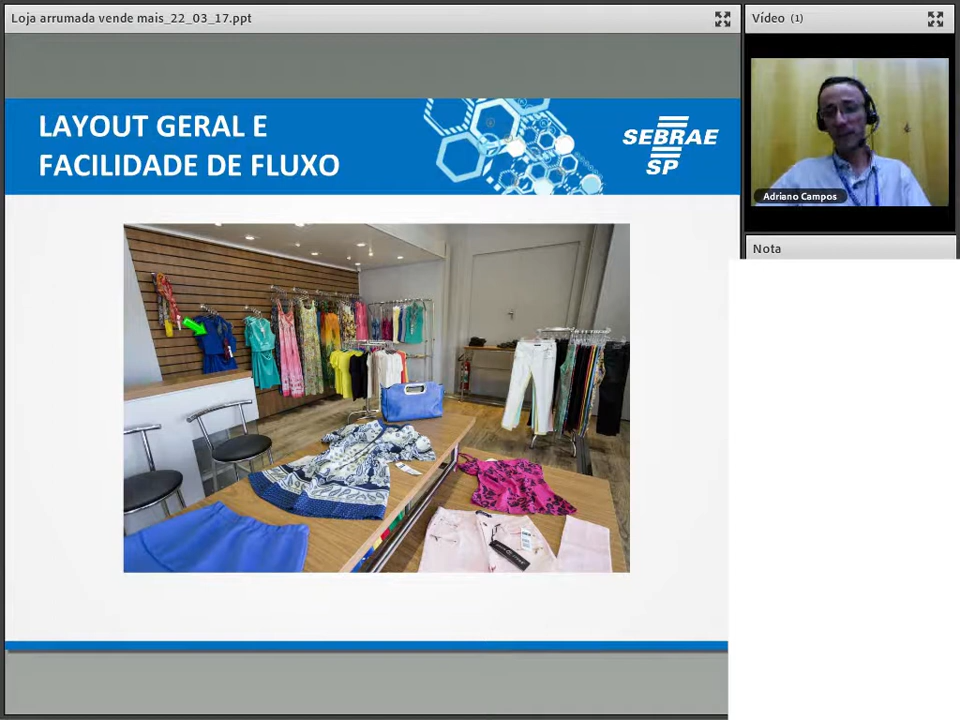 Loja arrumada vende mais_22_03_17.ppt
Vídeo (1)
LAYOUT GERAL E
FACILIDADE DE FLUXO
SEBRAE
SP
Adriano Campos
Nota